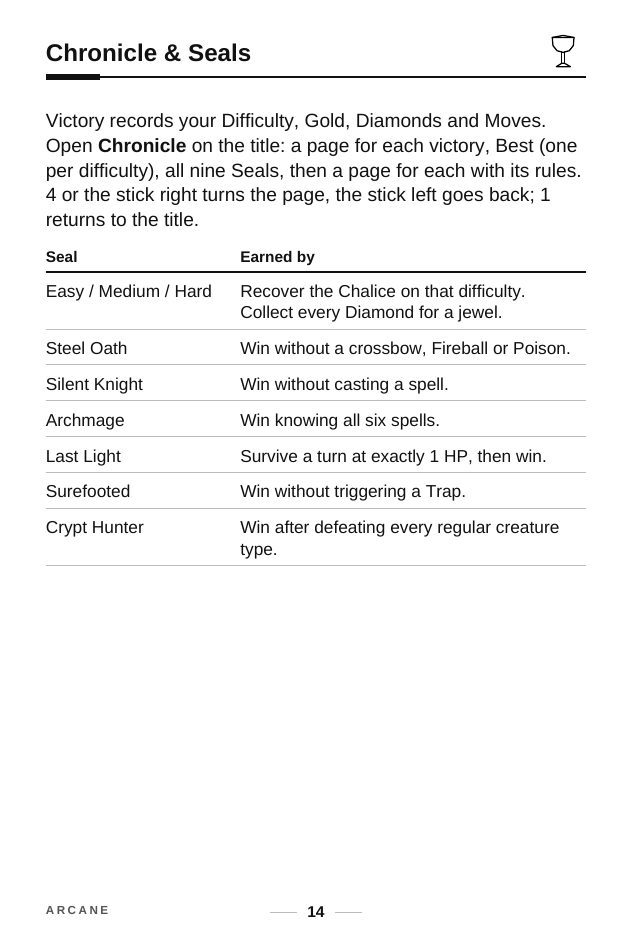 Chronicle & Seals
Victory records your Difficulty, Gold, Diamonds and Moves.
Open Chronicle on the title: a page for each victory, Best (one
per difficulty), all nine Seals, then a page for each with its rules.
4 or the stick right turns the page, the stick left goes back; 1
returns to the title.
Seal Earned by
Easy / Medium / Hard Recover the Chalice on that difficulty.
Collect every Diamond for a jewel.
Steel Oath Win without a crossbow, Fireball or Poison.
Silent Knight Win without casting a spell.
Archmage Win knowing all six spells.
Last Light Survive a turn at exactly 1 HP, then win.
Surefooted Win without triggering a Trap.
Crypt Hunter Win after defeating every regular creature
type.
ARCANE 14